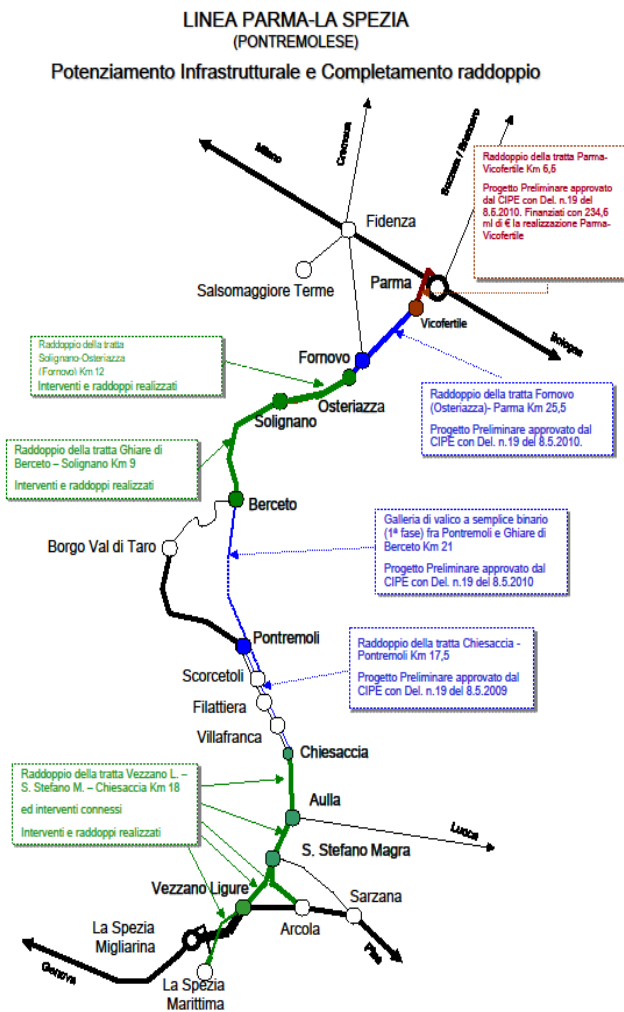 LINEA PARMA-LA SPEZIA
(PONTREMOLESE)
Potenziamento Infrastrutturale e Completamento raddoppio
Milano
Cremona
Suzzara / Brennero
Raddoppio della tratta Parma-
Vicofertile Km 6,5
Progetto Preliminare approvato
dal CIPE con Del. n.19 del
8.5.2010. Finanziati con 234,6
ml di € la realizzazione Parma-
Vicofertile
Fidenza
Salsomaggiore Terme
Parma
Vicofertile
Bologna
Fornovo
Raddoppio della tratta
Solignano-Osteriazza
(Fornovo) Km 12
Interventi e raddoppi realizzati
Osteriazza
Solignano
Raddoppio della tratta Fornovo
(Osteriazza)- Parma Km 25,5
Progetto Preliminare approvato dal
CIPE con Del. n.19 del 8.5.2010.
Raddoppio della tratta Ghiare di
Berceto – Solignano Km 9
Interventi e raddoppi realizzati
Berceto
Borgo Val di Taro
Galleria di valico a semplice binario
(1ª fase) fra Pontremoli e Ghiare di
Berceto Km 21
Progetto Preliminare approvato dal
CIPE con Del. n.19 del 8.5.2010
Pontremoli
Scorcetoli
Filattiera
Villafranca
Raddoppio della tratta Chiesaccia -
Pontremoli Km 17,5
Progetto Preliminare approvato dal
CIPE con Del. n.19 del 8.5.2009
Chiesaccia
Raddoppio della tratta Vezzano L. –
S. Stefano M. – Chiesaccia Km 18
ed interventi connessi
Interventi e raddoppi realizzati
Aulla
Lucca
S. Stefano Magra
Vezzano Ligure
Sarzana
Arcola
La Spezia
Migliarina
Pisa
Genova
La Spezia
Marittima